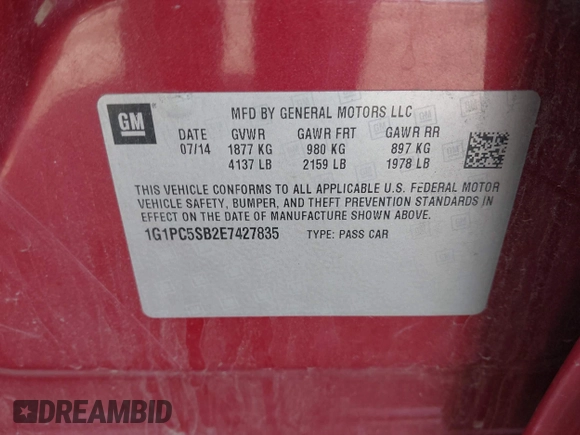 GM
MFD BY GENERAL MOTORS LLC
DATE GVWR GAWR FRT GAWR RR
07/14 1877 KG 980 KG 897 KG
4137 LB 2159 LB 1978 LB
THIS VEHICLE CONFORMS TO ALL APPLICABLE U.S. FEDERAL MOTOR
VEHICLE SAFETY, BUMPER, AND THEFT PREVENTION STANDARDS IN
EFFECT ON THE DATE OF MANUFACTURE SHOWN ABOVE.
1G1PC5SB2E7427835 TYPE: PASS CAR
DREAMBID